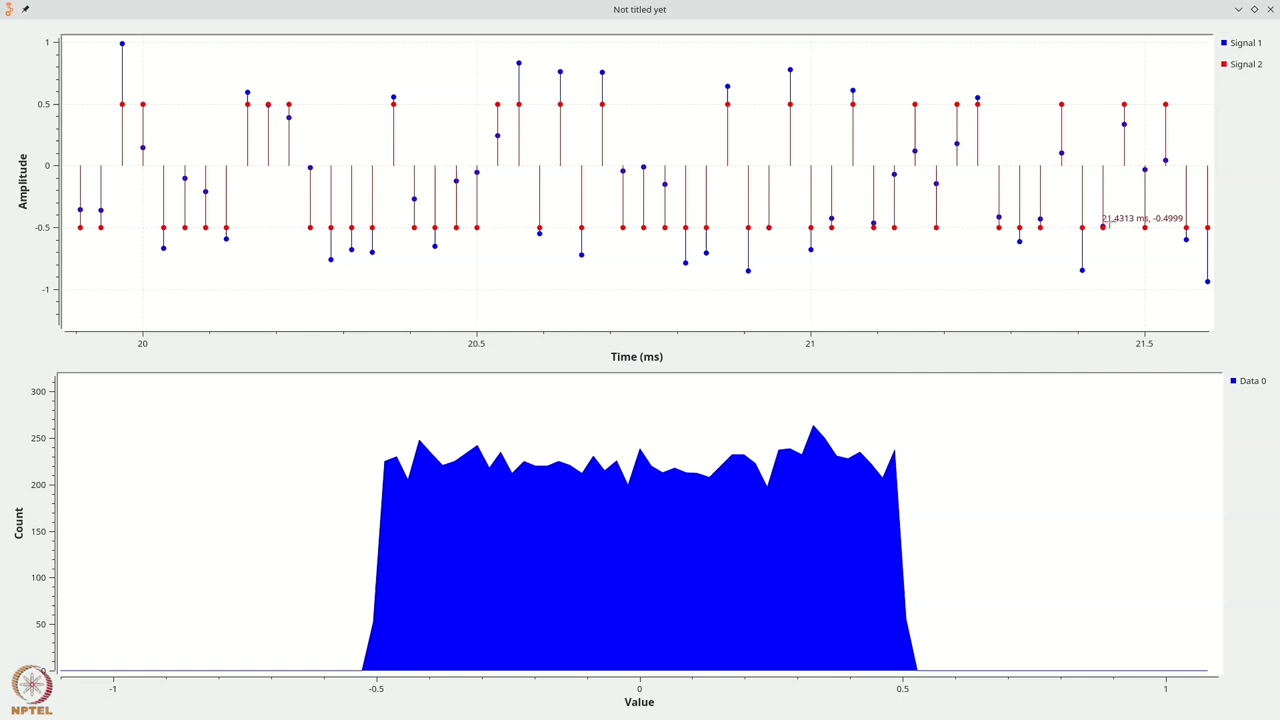 Not titled yet
Signal 1
Signal 2
1
0.5
0
-0.5
-1
Amplitude
21.4313 ms, -0.4999
20
20.5
21
21.5
Time (ms)
Data 0
300
250
200
150
100
50
0
Count
-1
-0.5
0
0.5
1
Value
NPTEL